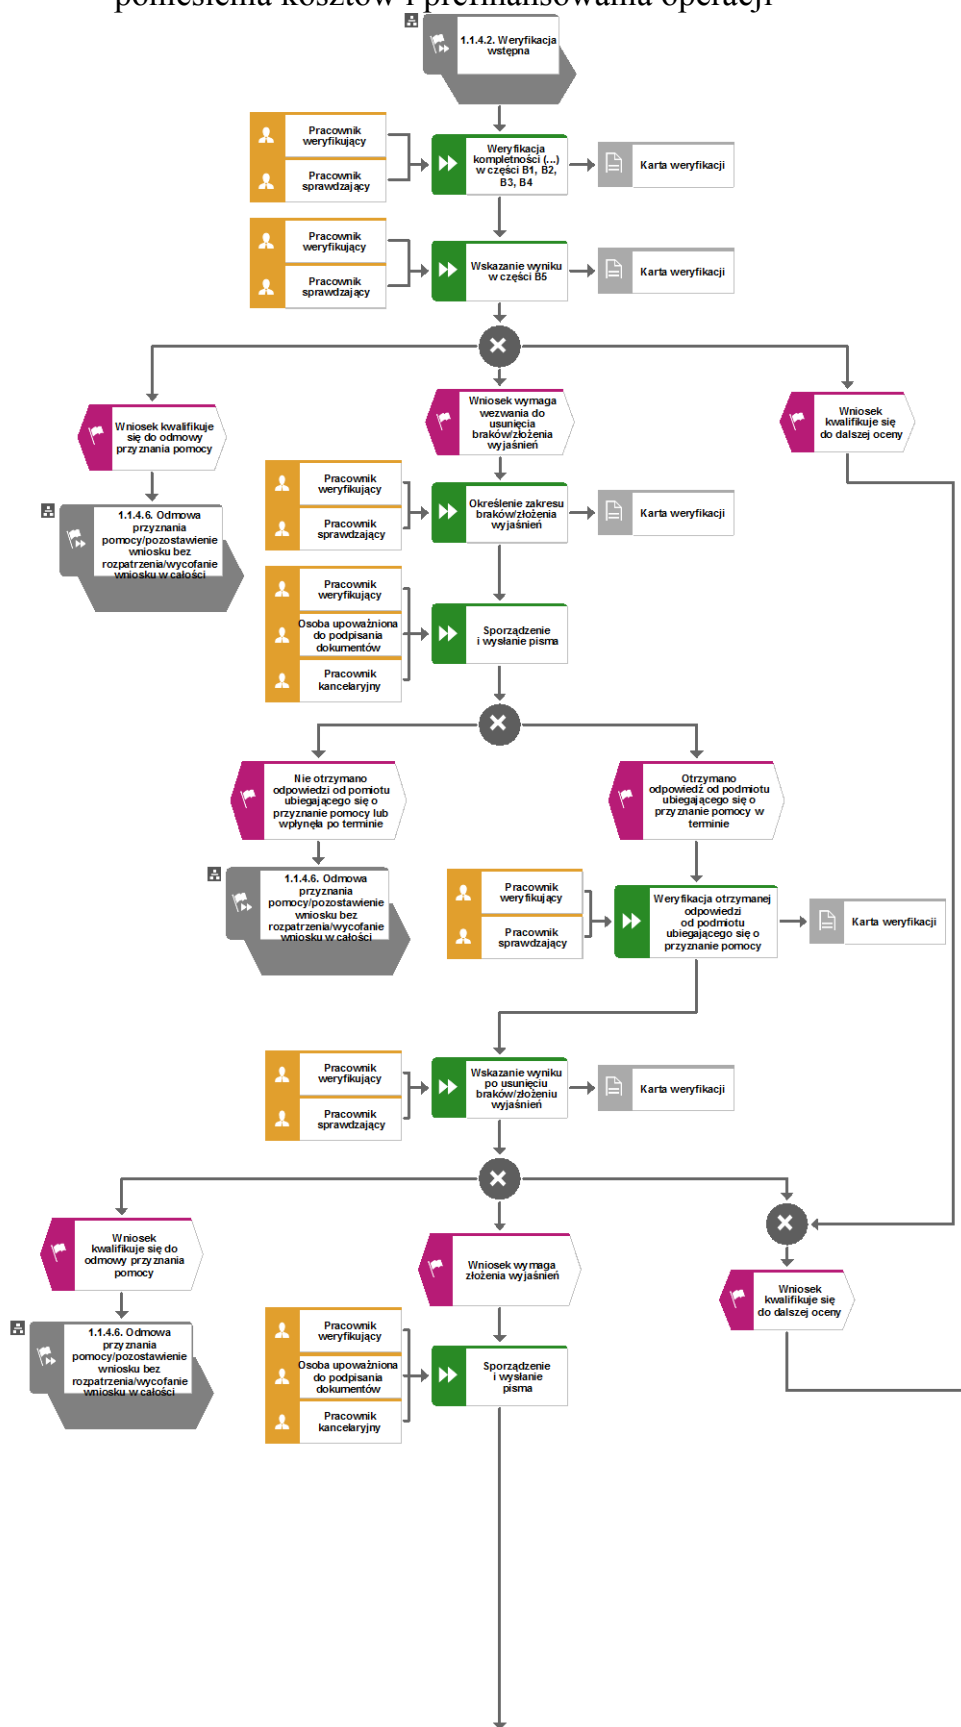 poniesienia kosztów i prefinansowania operacji
1.1.4.2. Weryfikacja
wstępna
Pracownik
weryfikujący
Pracownik
sprawdzający
Weryfikacja
kompletności (...)
w części B1, B2,
B3, B4
Karta weryfikacji
Pracownik
weryfikujący
Pracownik
sprawdzający
Wskazanie wyniku
w części B5
Karta weryfikacji
Wniosek kwalifikuje
się do odmowy
przyznania pomocy
Wniosek wymaga
wezwania do
usunięcia
braków/złożenia
wyjaśnień
Wniosek
kwalifikuje się
do dalszej oceny
1.1.4.6. Odmowa
przyznania
pomocy/pozostawienie
wniosku bez
rozpatrzenia/wycofanie
wniosku w całości
Pracownik
weryfikujący
Pracownik
sprawdzający
Określenie zakresu
braków/złożenia
wyjaśnień
Karta weryfikacji
Pracownik
weryfikujący
Osoba upoważniona
do podpisania
dokumentów
Pracownik
kancelaryjny
Sporządzenie
i wysłanie pisma
Nie otrzymano
odpowiedzi od pomiotu
ubiegającego się o
przyznanie pomocy lub
wpłynęła po terminie
Otrzymano
odpowiedź od podmiotu
ubiegającego się o
przyznanie pomocy w
terminie
1.1.4.6. Odmowa
przyznania
pomocy/pozostawienie
wniosku bez
rozpatrzenia/wycofanie
wniosku w całości
Pracownik
weryfikujący
Pracownik
sprawdzający
Weryfikacja otrzymanej
odpowiedzi
od podmiotu
ubiegającego się o
przyznanie pomocy
Karta weryfikacji
Pracownik
weryfikujący
Pracownik
sprawdzający
Wskazanie wyniku
po usunięciu
braków/złożeniu
wyjaśnień
Karta weryfikacji
Wniosek
kwalifikuje się do
odmowy przyznania
pomocy
Wniosek wymaga
złożenia wyjaśnień
Wniosek
kwalifikuje się
do dalszej oceny
1.1.4.6. Odmowa
przyznania
pomocy/pozostawienie
wniosku bez
rozpatrzenia/wycofanie
wniosku w całości
Pracownik
weryfikujący
Osoba upoważniona
do podpisania
dokumentów
Pracownik
kancelaryjny
Sporządzenie
i wysłanie
pisma